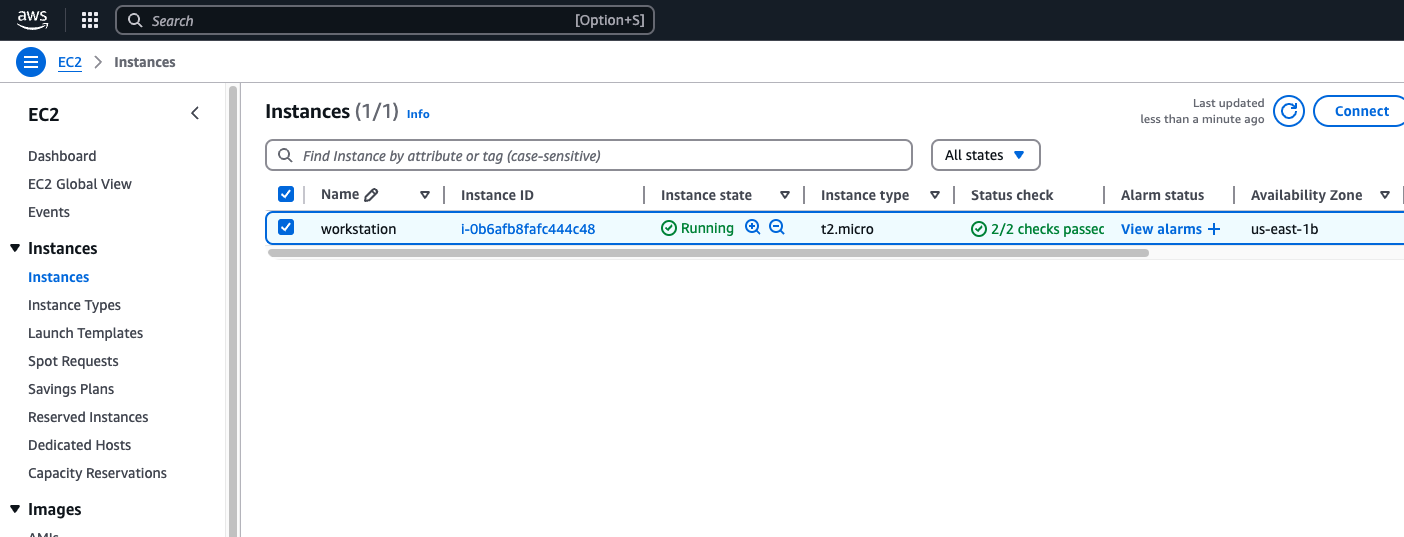 aws
Search [Option+S]
EC2 Instances
EC2
Dashboard
EC2 Global View
Events
Instances
Instances
Instance Types
Launch Templates
Spot Requests
Savings Plans
Reserved Instances
Dedicated Hosts
Capacity Reservations
Images
AMIs
Instances (1/1) Info
Last updated
less than a minute ago
Connect
Find Instance by attribute or tag (case-sensitive)
All states
Name Instance ID Instance state Instance type Status check Alarm status Availability Zone
workstation i-0b6afb8fafc444c48 Running t2.micro 2/2 checks passed View alarms + us-east-1b